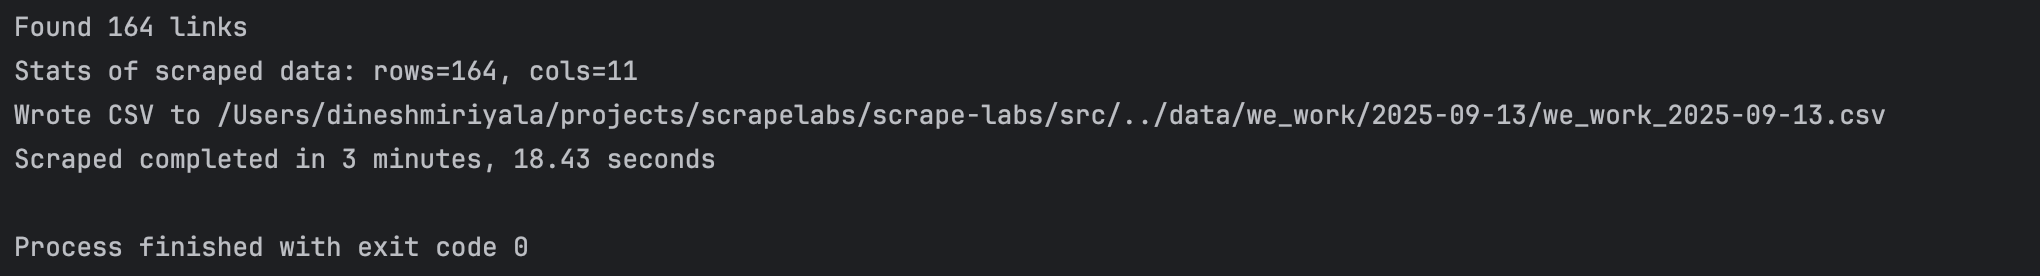 Found 164 links
Stats of scraped data: rows=164, cols=11
Wrote CSV to /Users/dineshmiriyala/projects/scrapelabs/scrape-labs/src/../data/we_work/2025-09-13/we_work_2025-09-13.csv
Scraped completed in 3 minutes, 18.43 seconds
Process finished with exit code 0